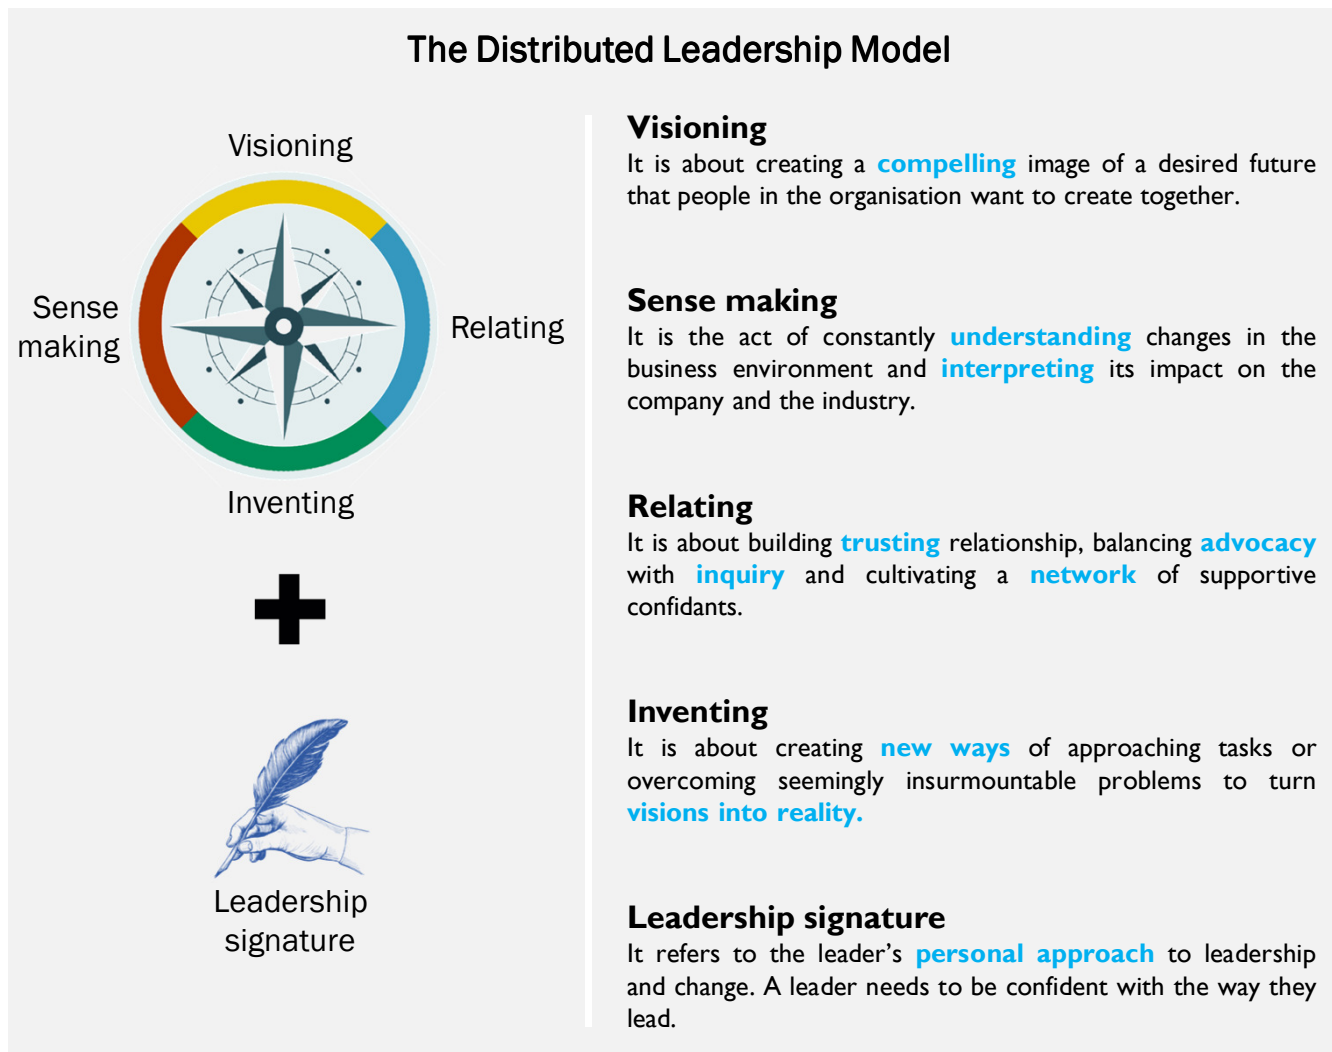 The Distributed Leadership Model
Visioning
Sense
making
Relating
Inventing
Leadership
signature
Visioning
It is about creating a compelling image of a desired future
that people in the organisation want to create together.
Sense making
It is the act of constantly understanding changes in the
business environment and interpreting its impact on the
company and the industry.
Relating
It is about building trusting relationship, balancing advocacy
with inquiry and cultivating a network of supportive
confidants.
Inventing
It is about creating new ways of approaching tasks or
overcoming seemingly insurmountable problems to turn
visions into reality.
Leadership signature
It refers to the leader’s personal approach to leadership
and change. A leader needs to be confident with the way they
lead.